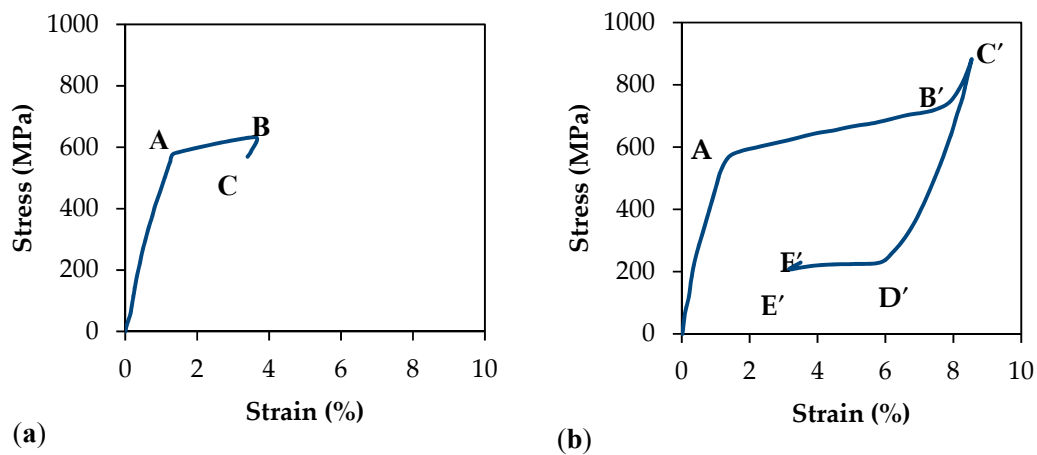 1000
800
600
400
200
0
Stress (MPa)
A
B
C
0 2 4 6 8 10
Strain (%)
(a)
1000
800
600
400
200
0
Stress (MPa)
A
B′
C′
D′
E′
F′
0 2 4 6 8 10
Strain (%)
(b)